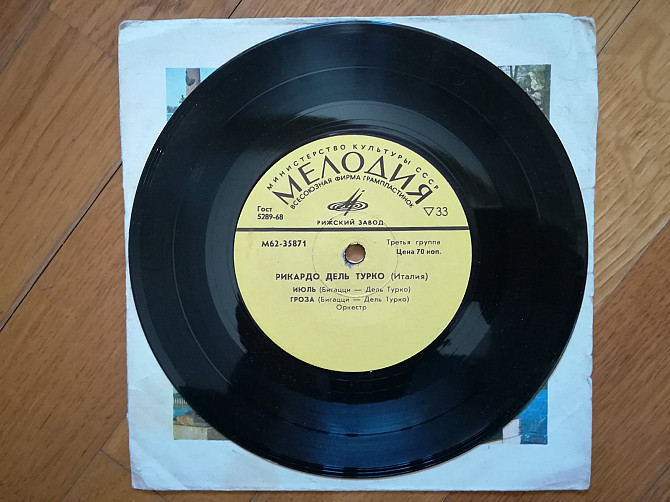 МИНИСТЕРСТВО КУЛЬТУРЫ СССР
МЕЛОДИЯ
ВСЕСОЮЗНАЯ ФИРМА ГРАМПЛАСТИНОК
Гост
5289-68
▽33
РИЖСКИЙ ЗАВОД
М62-35871
Третья группа
Цена 70 коп.
РИКАРДО ДЕЛЬ ТУРКО (Италия)
ИЮЛЬ (Бигацци — Дель Турко)
ГРОЗА (Бигацци — Дель Турко)
Оркестр